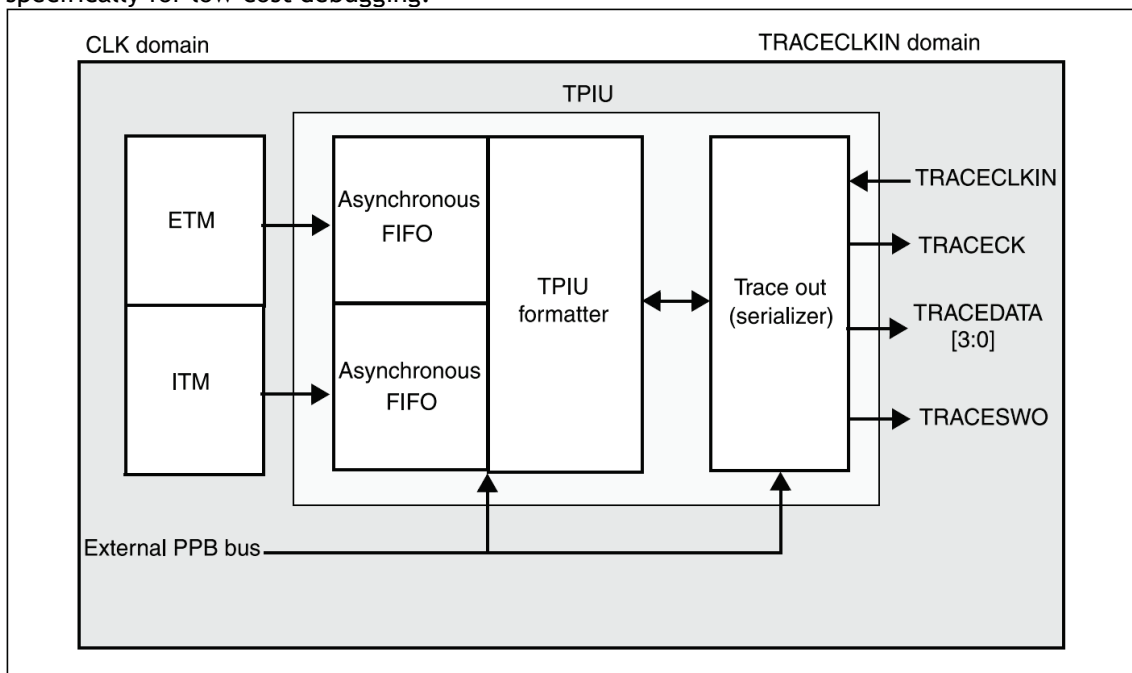 specifically for low-cost debugging.
CLK domain
TRACECLKIN domain
TPIU
ETM
Asynchronous
FIFO
TPIU
formatter
Trace out
(serializer)
TRACECLKIN
TRACECK
TRACEDATA
[3:0]
TRACESWO
ITM
Asynchronous
FIFO
External PPB bus